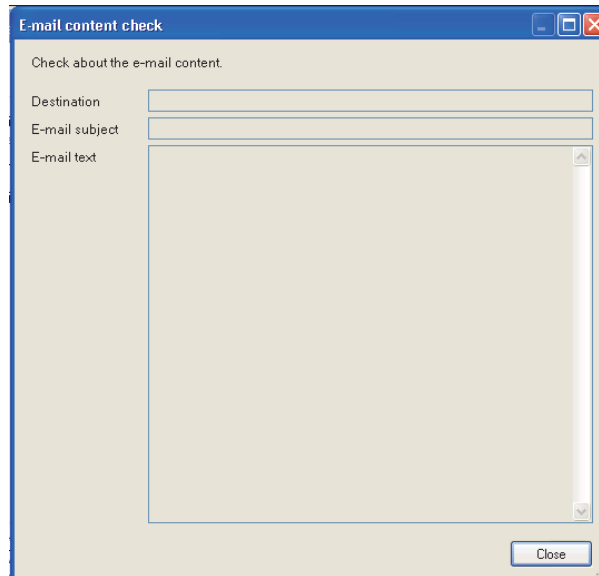 E-mail content check
Check about the e-mail content.
Destination
E-mail subject
E-mail text
Close